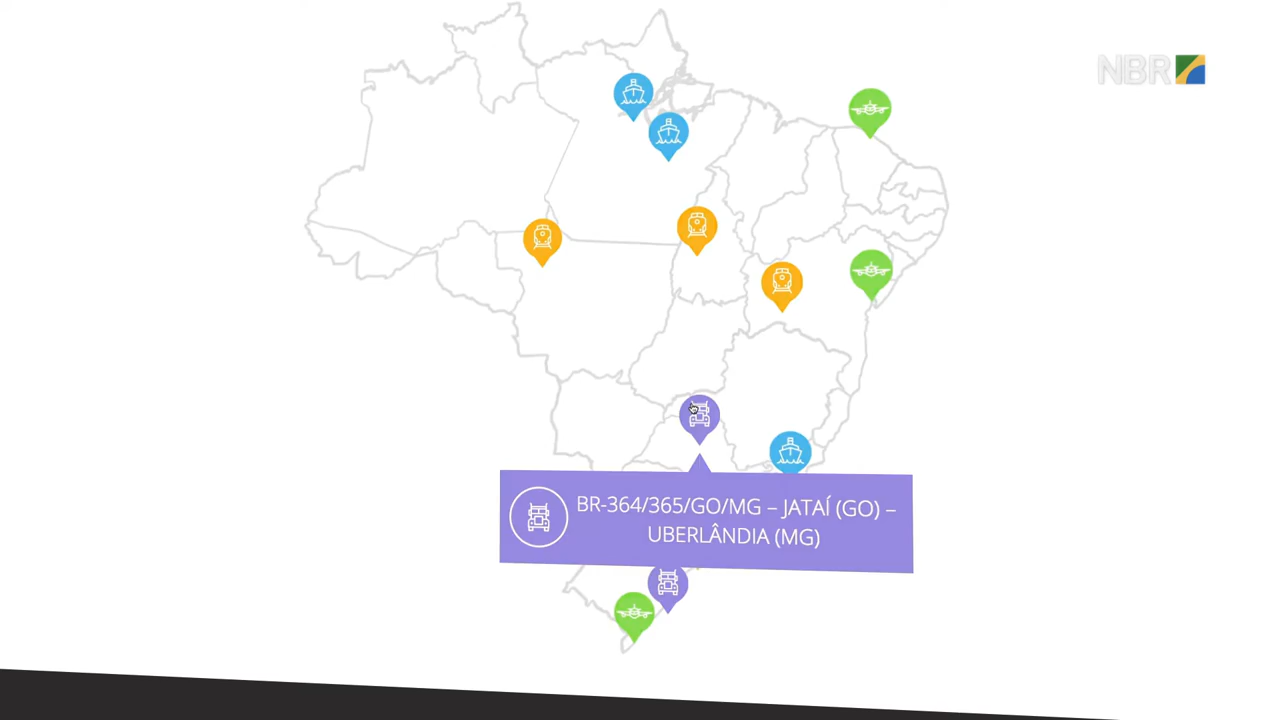 NBR
BR-364/365/GO/MG – JATAÍ (GO) –
UBERLÂNDIA (MG)